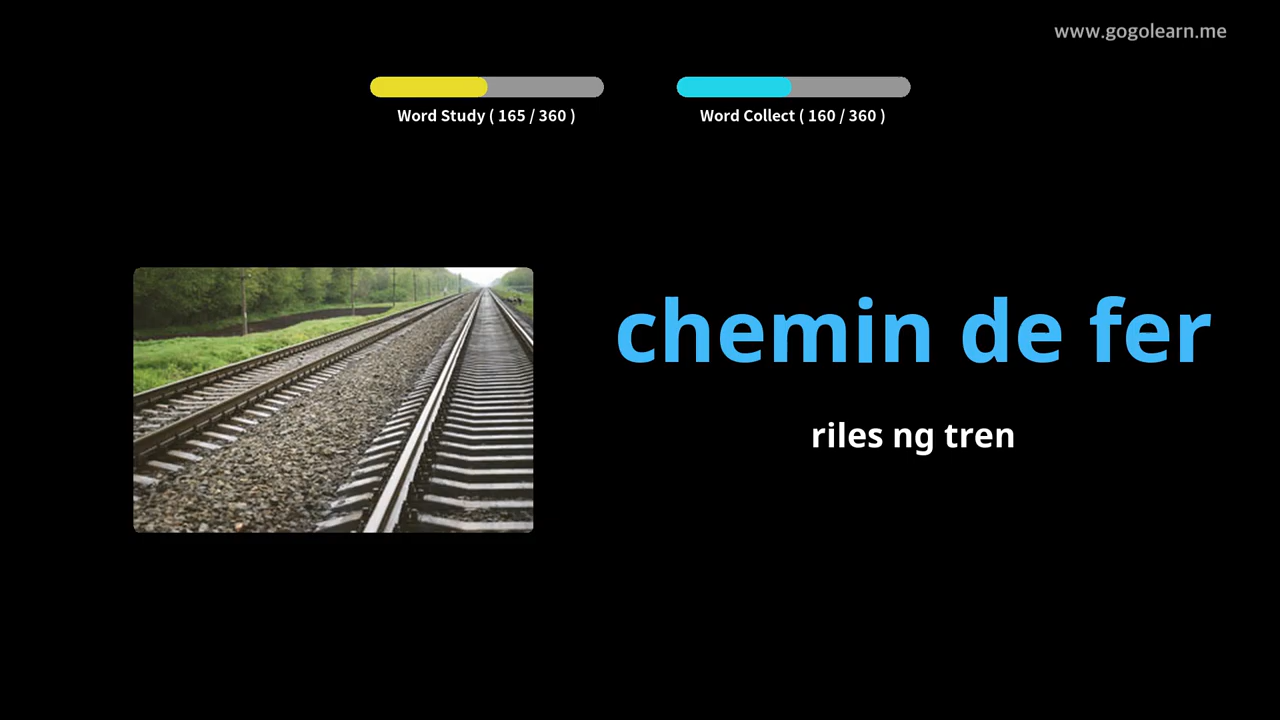 www.gogolearn.me
Word Study ( 165 / 360 )
Word Collect ( 160 / 360 )
chemin de fer
riles ng tren